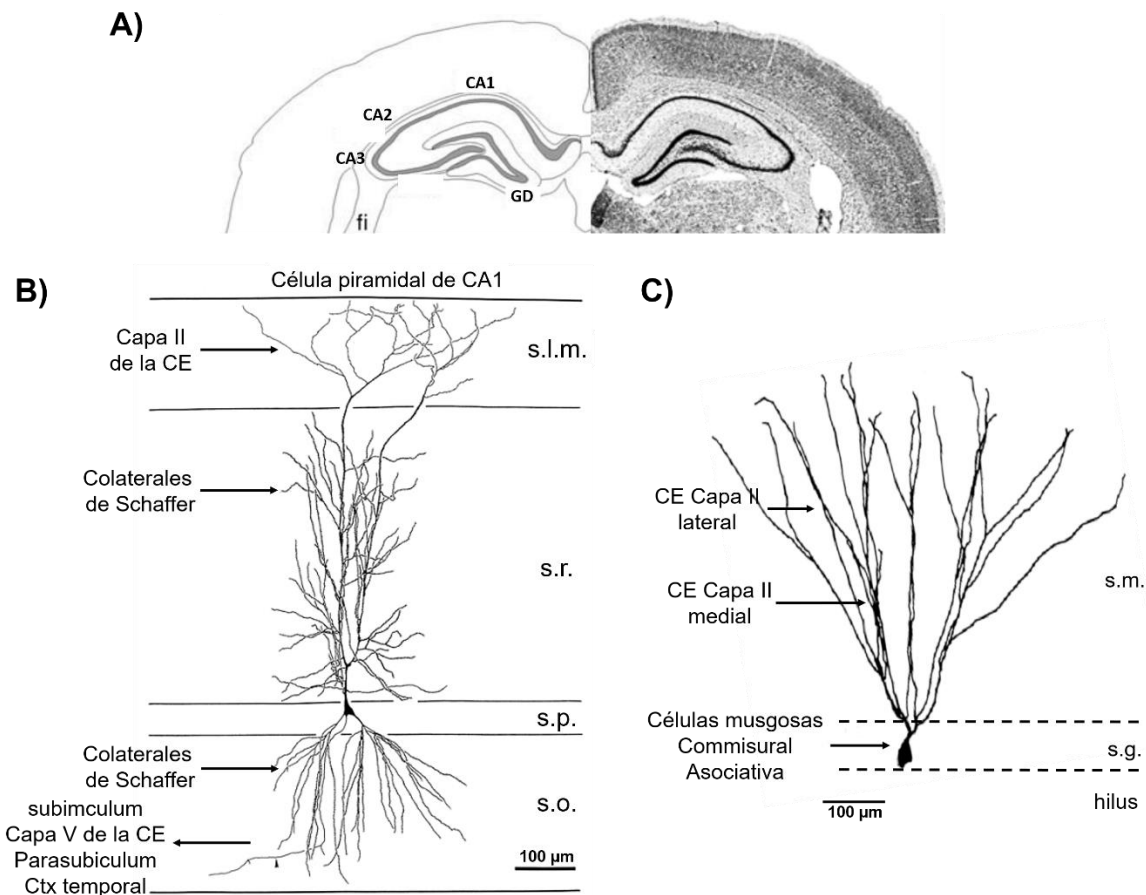 A)
CA1
CA2
CA3
GD
fi
B)
Célula piramidal de CA1
Capa II
de la CE
s.l.m.
Colaterales
de Schaffer
s.r.
s.p.
Colaterales
de Schaffer
s.o.
subimculum
Capa V de la CE
Parasubiculum
Ctx temporal
100 µm
C)
CE Capa II
lateral
s.m.
CE Capa II
medial
Células musgosas
Commisural
Asociativa
s.g.
hilus
100 µm